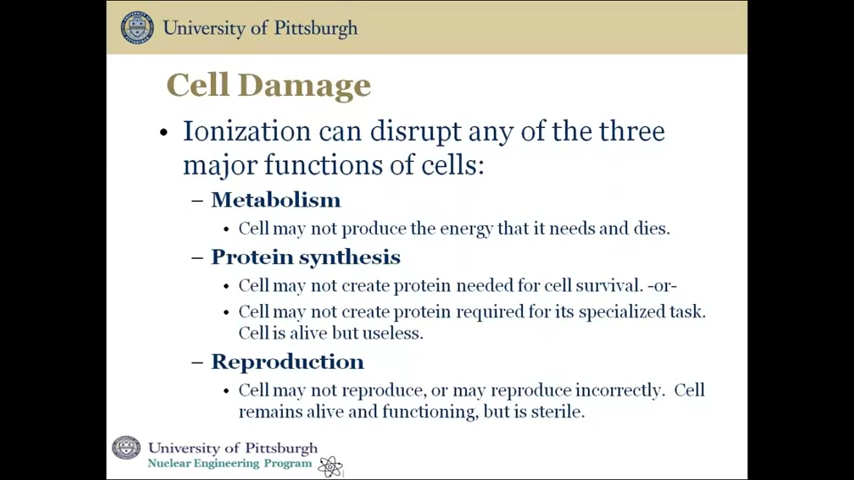 University of Pittsburgh
Cell Damage
• Ionization can disrupt any of the three
major functions of cells:
– Metabolism
• Cell may not produce the energy that it needs and dies.
– Protein synthesis
• Cell may not create protein needed for cell survival. -or-
• Cell may not create protein required for its specialized task.
Cell is alive but useless.
– Reproduction
• Cell may not reproduce, or may reproduce incorrectly. Cell
remains alive and functioning, but is sterile.
University of Pittsburgh
Nuclear Engineering Program